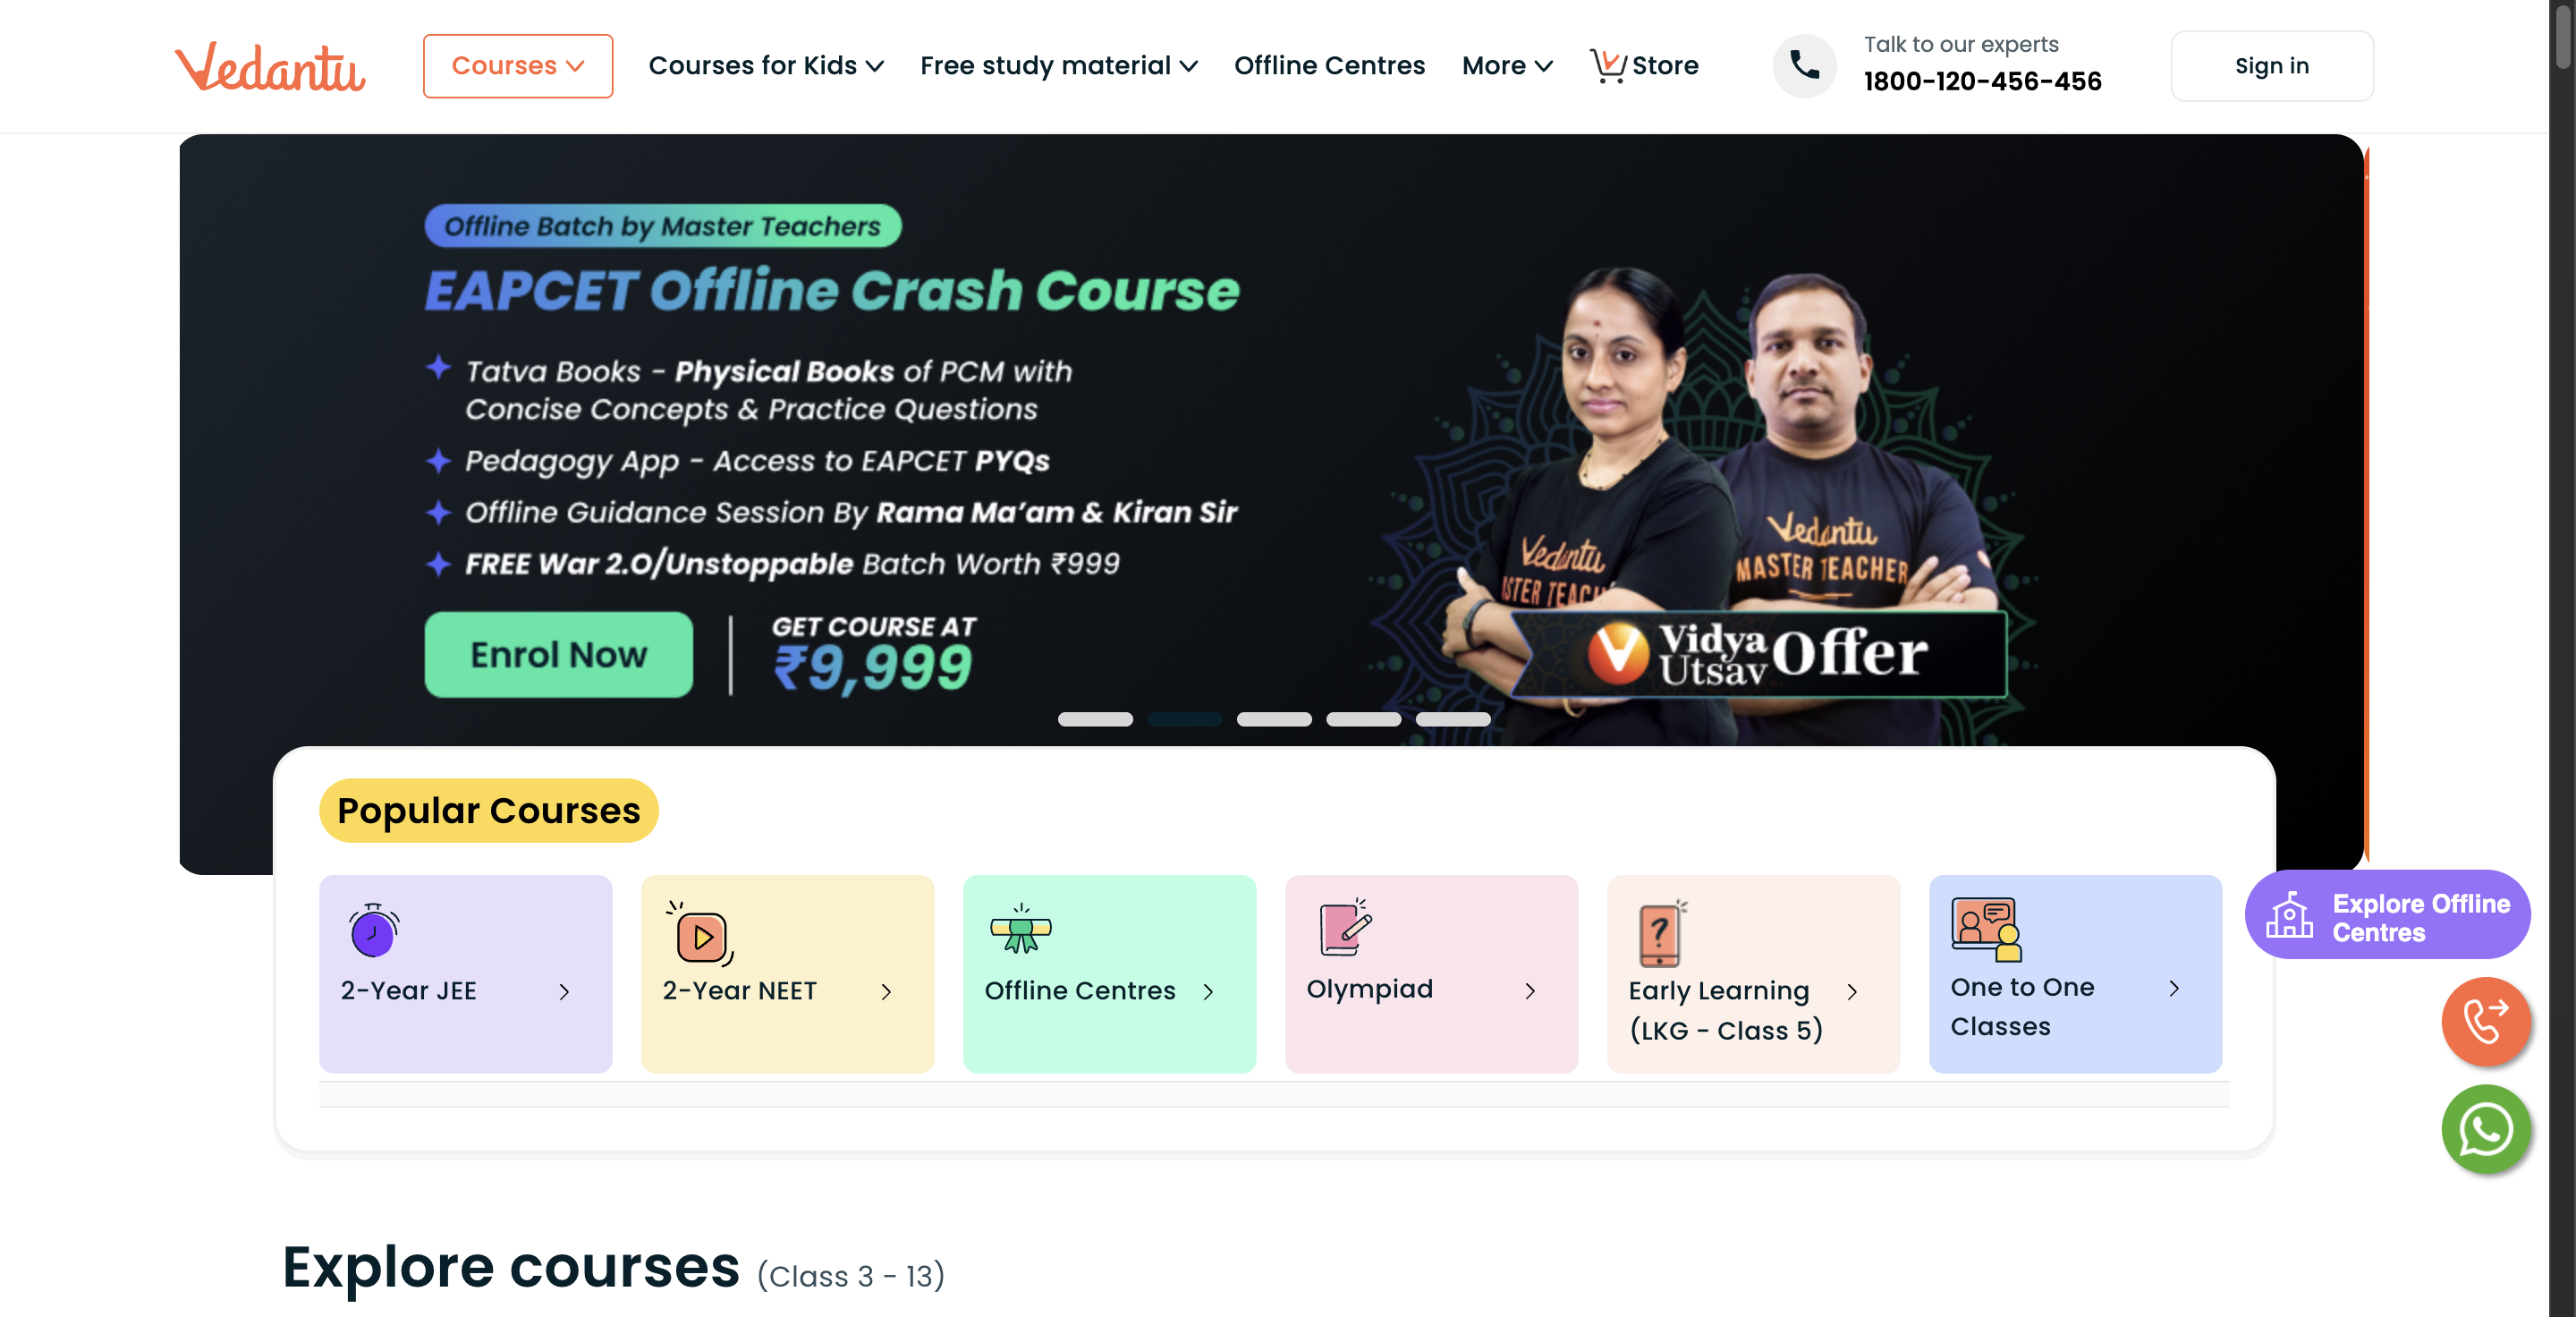 Vedantu
Courses
Courses for Kids
Free study material
Offline Centres
More
Store
Talk to our experts
1800-120-456-456
Sign in
Offline Batch by Master Teachers
EAPCET Offline Crash Course
Tatva Books - Physical Books of PCM with
Concise Concepts & Practice Questions
Pedagogy App - Access to EAPCET PYQs
Offline Guidance Session By Rama Ma'am & Kiran Sir
FREE War 2.O/Unstoppable Batch Worth ₹999
Enrol Now
GET COURSE AT
₹9,999
Vedantu
MASTER TEACHER
Vedantu
Vidya
Utsav
Offer
Popular Courses
2-Year JEE
2-Year NEET
Offline Centres
Olympiad
Early Learning
(LKG - Class 5)
One to One
Classes
Explore Offline
Centres
Explore courses (Class 3 - 13)